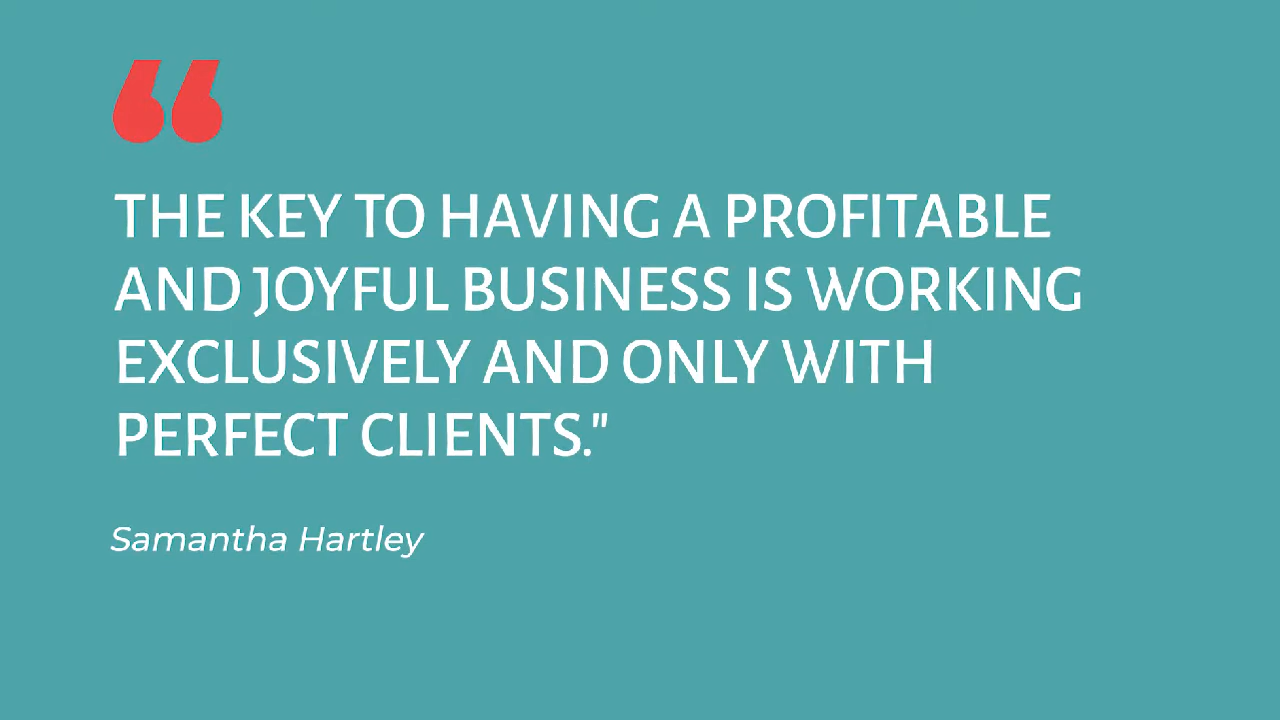 “
THE KEY TO HAVING A PROFITABLE
AND JOYFUL BUSINESS IS WORKING
EXCLUSIVELY AND ONLY WITH
PERFECT CLIENTS."
Samantha Hartley